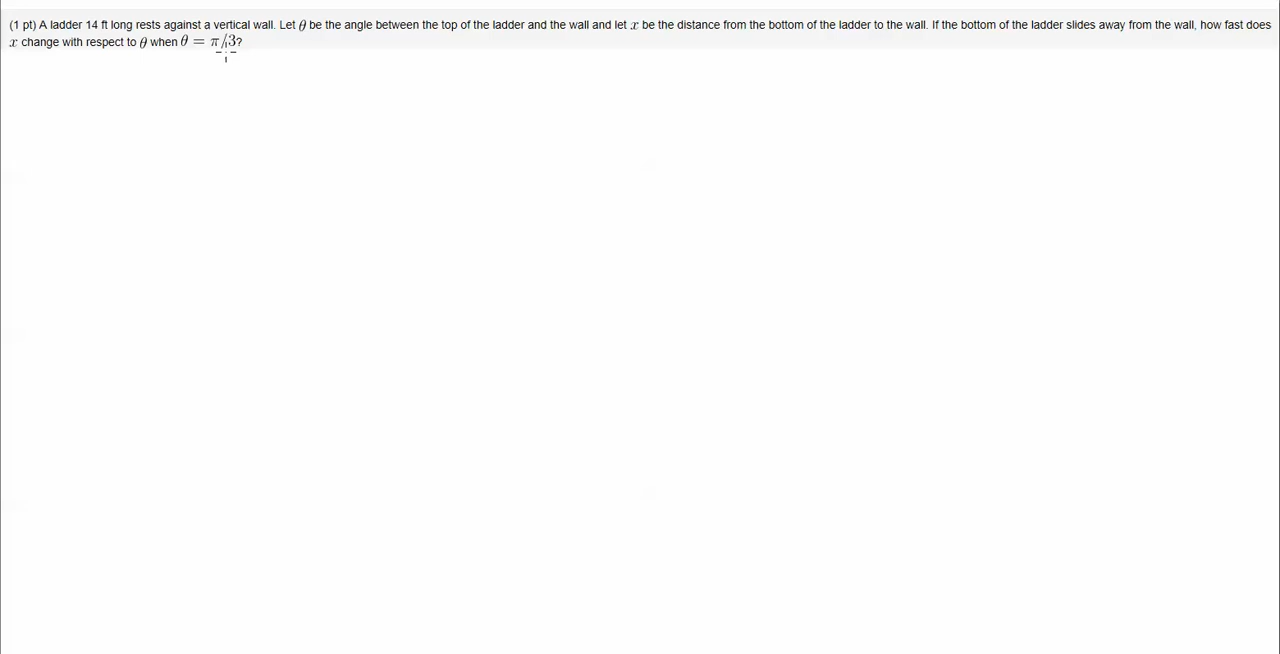 (1 pt) A ladder 14 ft long rests against a vertical wall. Let θ be the angle between the top of the ladder and the wall and let x be the distance from the bottom of the ladder to the wall. If the bottom of the ladder slides away from the wall, how fast does
x change with respect to θ when θ = π/3?